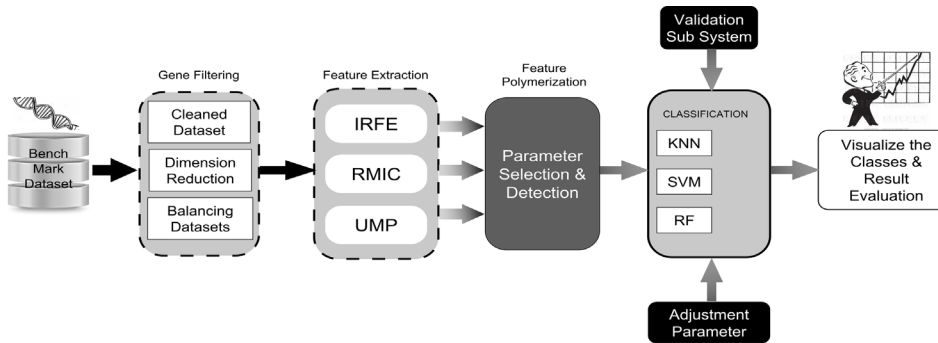 Bench
Mark
Dataset
Gene Filtering
Cleaned
Dataset
Dimension
Reduction
Balancing
Datasets
Feature Extraction
IRFE
RMIC
UMP
Feature
Polymerization
Parameter
Selection &
Detection
Validation
Sub System
CLASSIFICATION
KNN
SVM
RF
Adjustment
Parameter
Visualize the
Classes &
Result
Evaluation